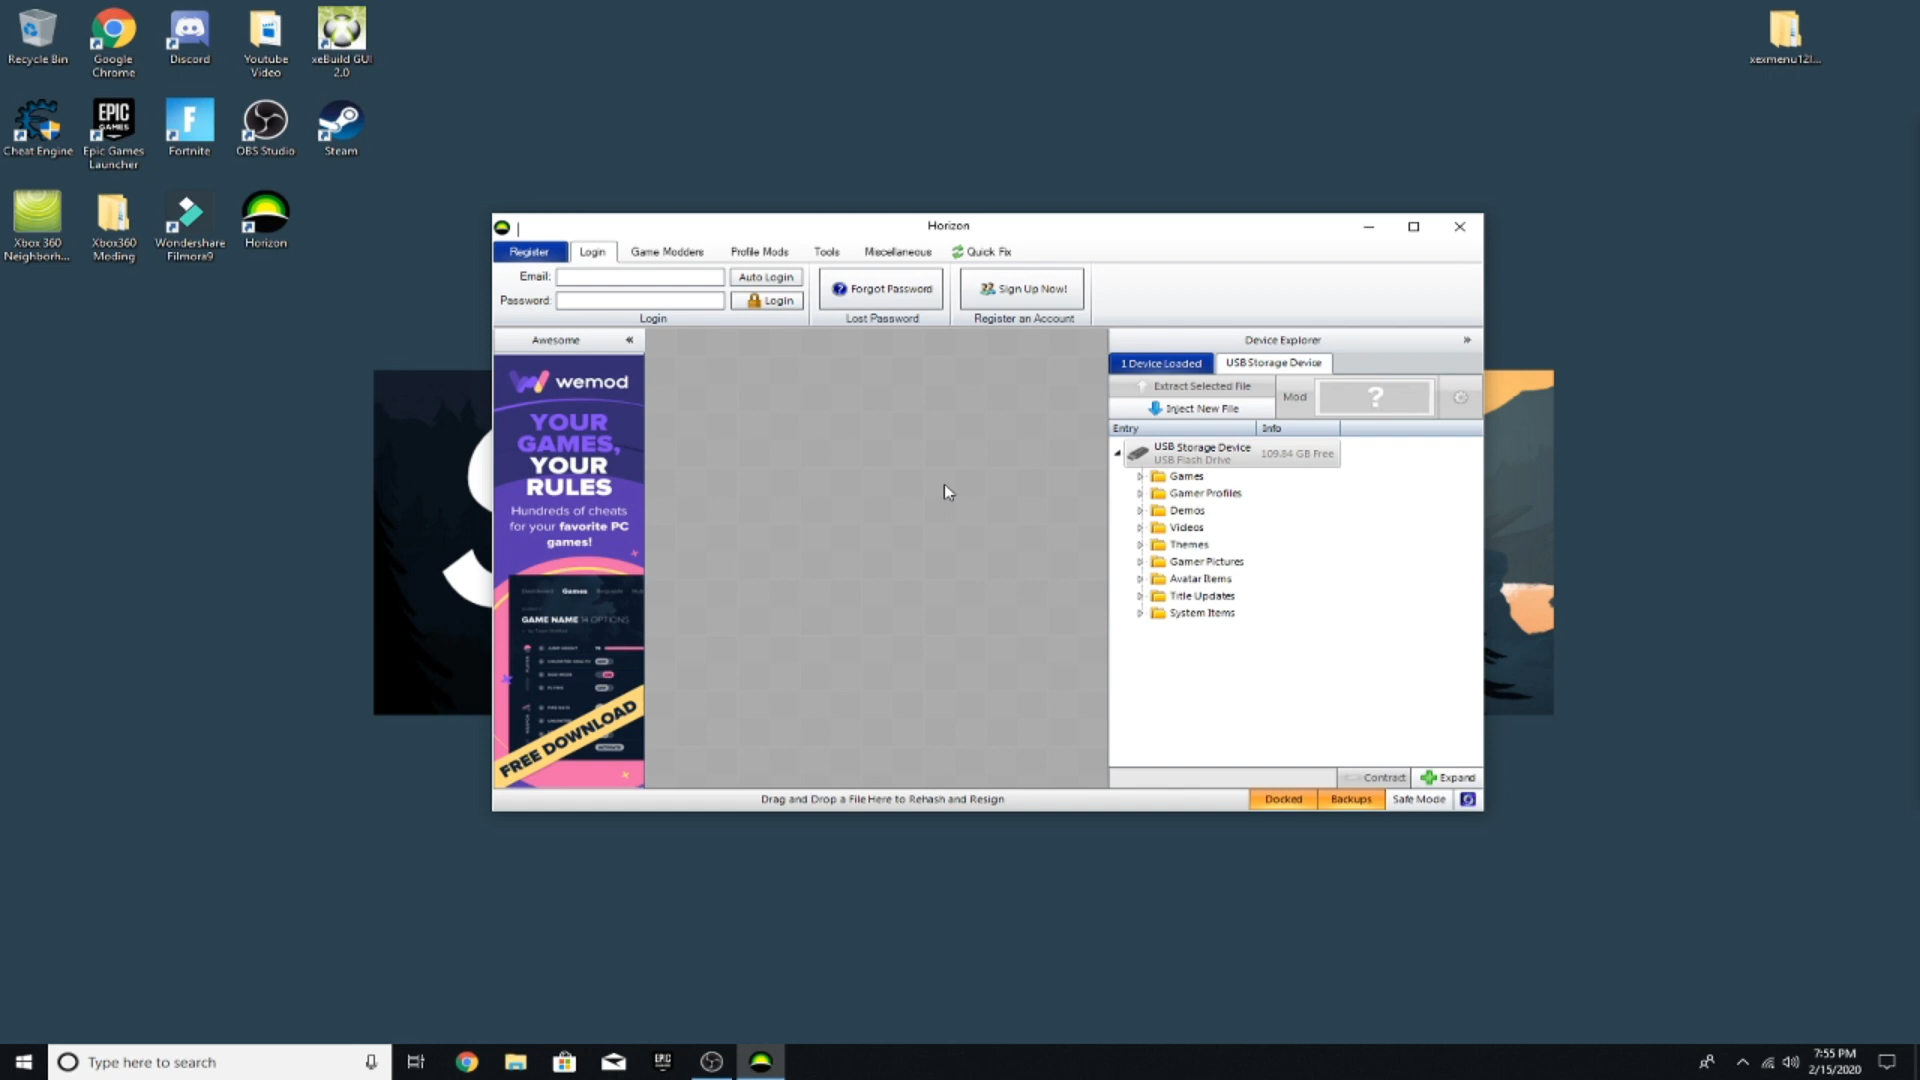 Recycle Bin
Google Chrome
Discord
Youtube Video
xeBuild GUI 2.0
xexmenu12l...
Cheat Engine
EPIC GAMES
Epic Games Launcher
Fortnite
OBS Studio
Steam
Xbox 360 Neighborh...
Xbox360 Moding
Wondershare Filmora9
Horizon
Horizon
Register
Login
Game Modders
Profile Mods
Tools
Miscellaneous
Quick Fix
Email:
Auto Login
Password:
Login
Forgot Password
Sign Up Now!
Login
Lost Password
Register an Account
Awesome
«
Device Explorer
»
1 Device Loaded
USB Storage Device
Extract Selected File
Inject New File
Mod
?
Entry
Info
USB Storage Device
USB Flash Drive
109.84 GB Free
Games
Gamer Profiles
Demos
Videos
Themes
Gamer Pictures
Avatar Items
Title Updates
System Items
wemod
YOUR
GAMES,
YOUR
RULES
Hundreds of cheats
for your favorite PC
games!
Games
GAME NAME 14 OPTIONS
FREE DOWNLOAD
Contract
Expand
Drag and Drop a File Here to Rehash and Resign
Docked
Backups
Safe Mode
Type here to search
EPIC
7:55 PM
2/15/2020